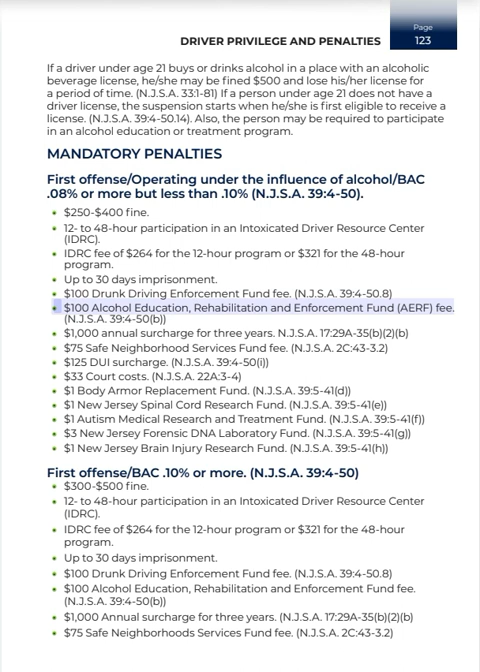 Page
DRIVER PRIVILEGE AND PENALTIES
123
If a driver under age 21 buys or drinks alcohol in a place with an alcoholic
beverage license, he/she may be fined $500 and lose his/her license for
a period of time. (N.J.S.A. 33:1-81) If a person under age 21 does not have a
driver license, the suspension starts when he/she is first eligible to receive a
license. (N.J.S.A. 39:4-50.14). Also, the person may be required to participate
in an alcohol education or treatment program.
MANDATORY PENALTIES
First offense/Operating under the influence of alcohol/BAC
.08% or more but less than .10% (N.J.S.A. 39:4-50).
• $250-$400 fine.
• 12- to 48-hour participation in an Intoxicated Driver Resource Center
(IDRC).
• IDRC fee of $264 for the 12-hour program or $321 for the 48-hour
program.
• Up to 30 days imprisonment.
• $100 Drunk Driving Enforcement Fund fee. (N.J.S.A. 39:4-50.8)
• $100 Alcohol Education, Rehabilitation and Enforcement Fund (AERF) fee.
(N.J.S.A. 39:4-50(b))
• $1,000 annual surcharge for three years. N.J.S.A. 17:29A-35(b)(2)(b)
• $75 Safe Neighborhood Services Fund fee. (N.J.S.A. 2C:43-3.2)
• $125 DUI surcharge. (N.J.S.A. 39:4-50(i))
• $33 Court costs. (N.J.S.A. 22A:3-4)
• $1 Body Armor Replacement Fund. (N.J.S.A. 39:5-41(d))
• $1 New Jersey Spinal Cord Research Fund. (N.J.S.A. 39:5-41(e))
• $1 Autism Medical Research and Treatment Fund. (N.J.S.A. 39:5-41(f))
• $3 New Jersey Forensic DNA Laboratory Fund. (N.J.S.A. 39:5-41(g))
• $1 New Jersey Brain Injury Research Fund. (N.J.S.A. 39:5-41(h))
First offense/BAC .10% or more. (N.J.S.A. 39:4-50)
• $300-$500 fine.
• 12- to 48-hour participation in an Intoxicated Driver Resource Center
(IDRC).
• IDRC fee of $264 for the 12-hour program or $321 for the 48-hour
program.
• Up to 30 days imprisonment.
• $100 Drunk Driving Enforcement Fund fee. (N.J.S.A. 39:4-50.8)
• $100 Alcohol Education, Rehabilitation and Enforcement Fund fee.
(N.J.S.A. 39:4-50(b))
• $1,000 Annual surcharge for three years. (N.J.S.A. 17:29A-35(b)(2)(b)
• $75 Safe Neighborhoods Services Fund fee. (N.J.S.A. 2C:43-3.2)